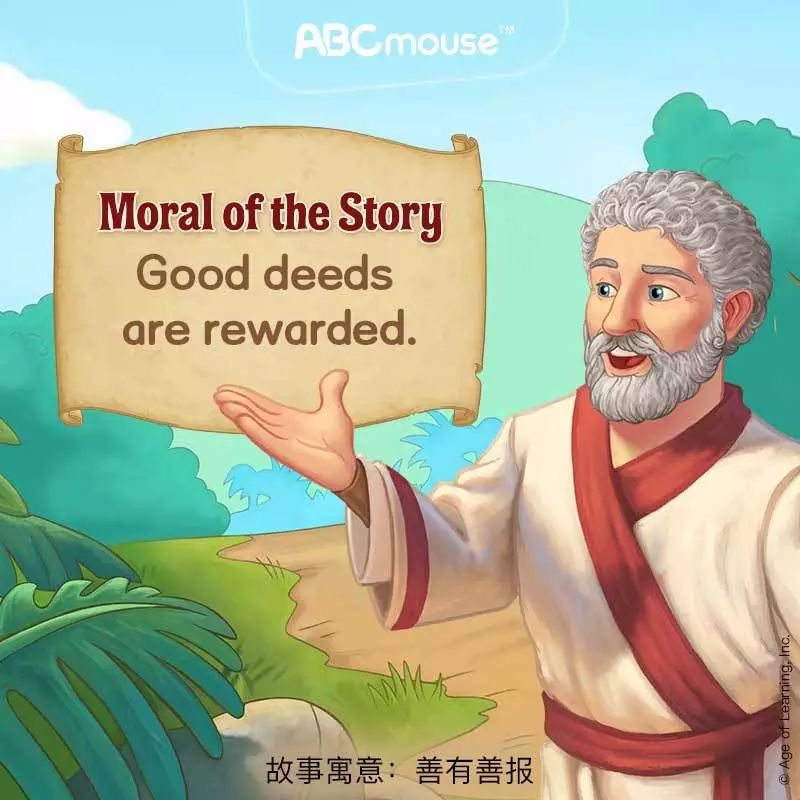 ABCmouse™
Moral of the Story
Good deeds
are rewarded.
© Age of Learning, Inc.
故事寓意：善有善报